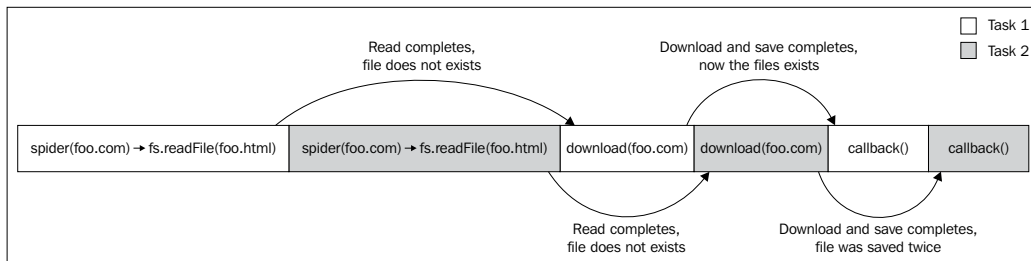 Task 1
Task 2
Read completes,
file does not exists
Download and save completes,
now the files exists
spider(foo.com) → fs.readFile(foo.html)
spider(foo.com) → fs.readFile(foo.html)
download(foo.com)
download(foo.com)
callback()
callback()
Read completes,
file does not exists
Download and save completes,
file was saved twice